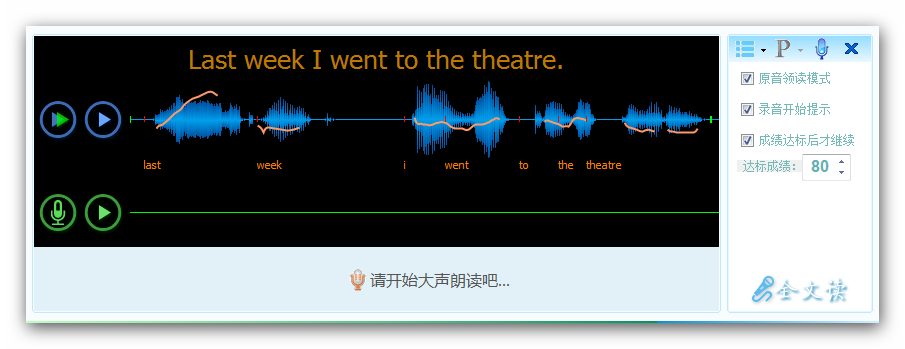 Last week I went to the theatre.
last week i went to the theatre
请开始大声朗读吧...
P
原音领读模式
录音开始提示
成绩达标后才继续
达标成绩: 80
全文读